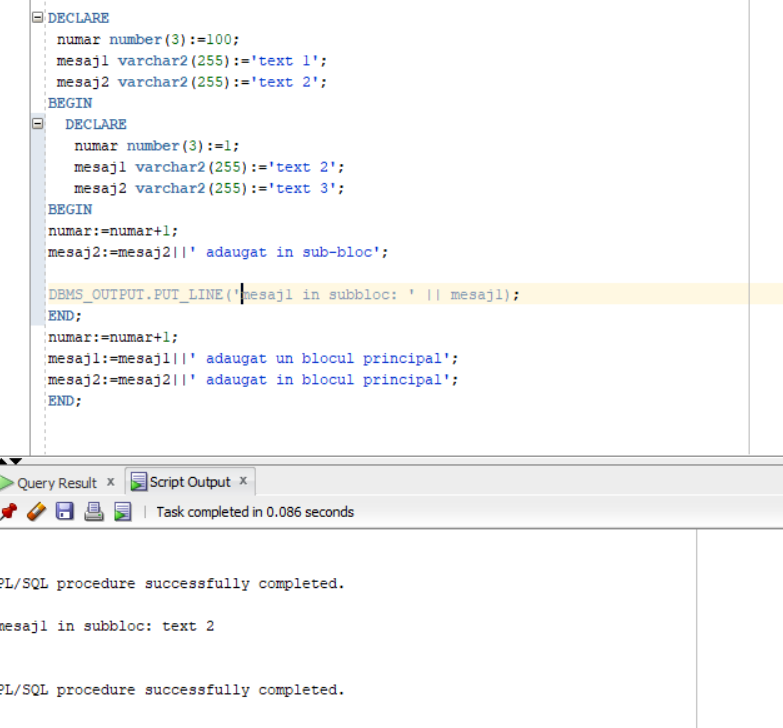 DECLARE
numar number(3):=100;
mesaj1 varchar2(255):='text 1';
mesaj2 varchar2(255):='text 2';
BEGIN
DECLARE
numar number(3):=1;
mesaj1 varchar2(255):='text 2';
mesaj2 varchar2(255):='text 3';
BEGIN
numar:=numar+1;
mesaj2:=mesaj2||' adaugat in sub-bloc';
DBMS_OUTPUT.PUT_LINE('mesaj1 in subbloc: ' || mesaj1);
END;
numar:=numar+1;
mesaj1:=mesaj1||' adaugat un blocul principal';
mesaj2:=mesaj2||' adaugat in blocul principal';
END;
Query Result x Script Output x
Task completed in 0.086 seconds
PL/SQL procedure successfully completed.
mesaj1 in subbloc: text 2
PL/SQL procedure successfully completed.